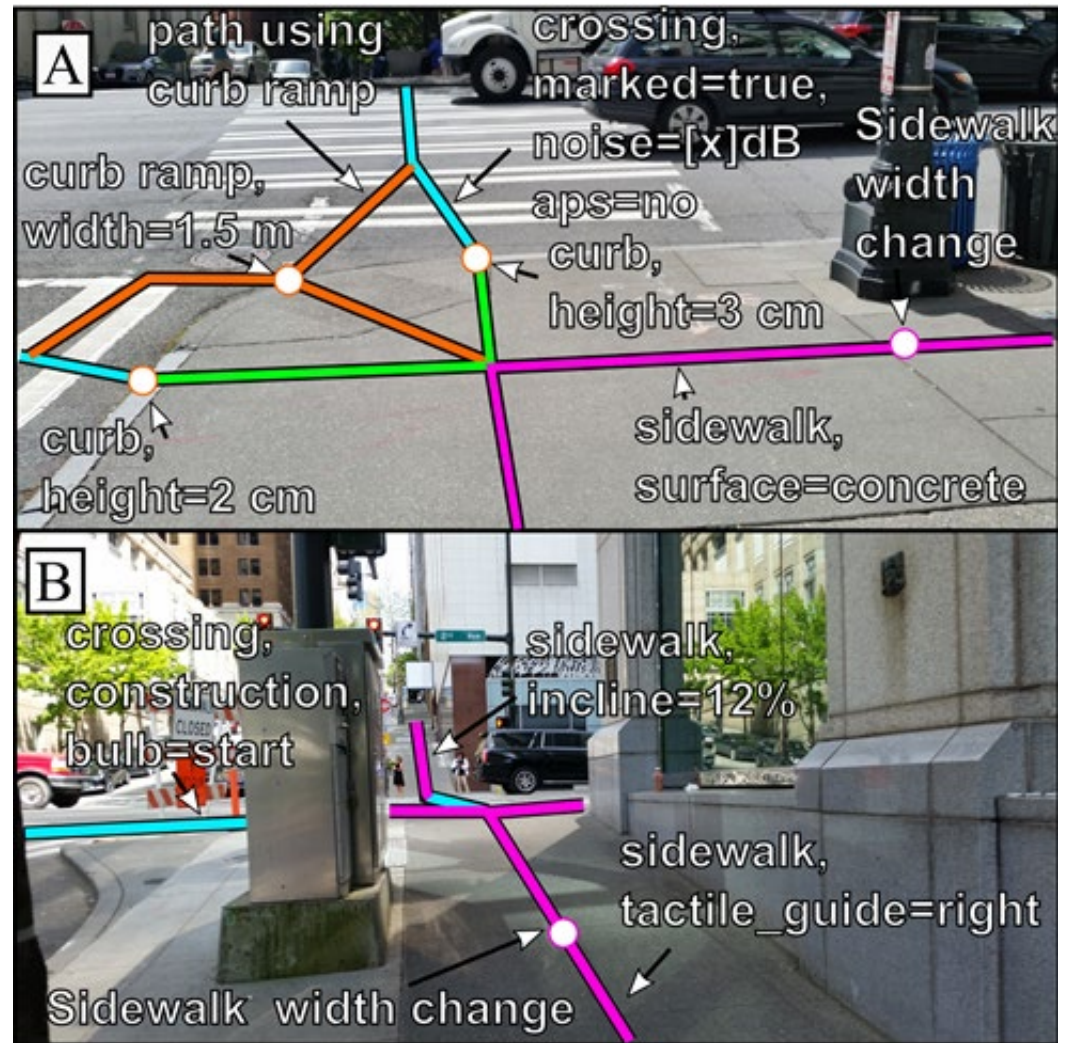 A
path using
curb ramp
crossing,
marked=true,
noise=[x]dB
aps=no
Sidewalk
width
change
curb ramp,
width=1.5 m
curb,
height=3 cm
curb,
height=2 cm
sidewalk,
surface=concrete
B
crossing,
construction,
bulb=start
CLOSED
sidewalk,
incline=12%
sidewalk,
tactile_guide=right
Sidewalk width change